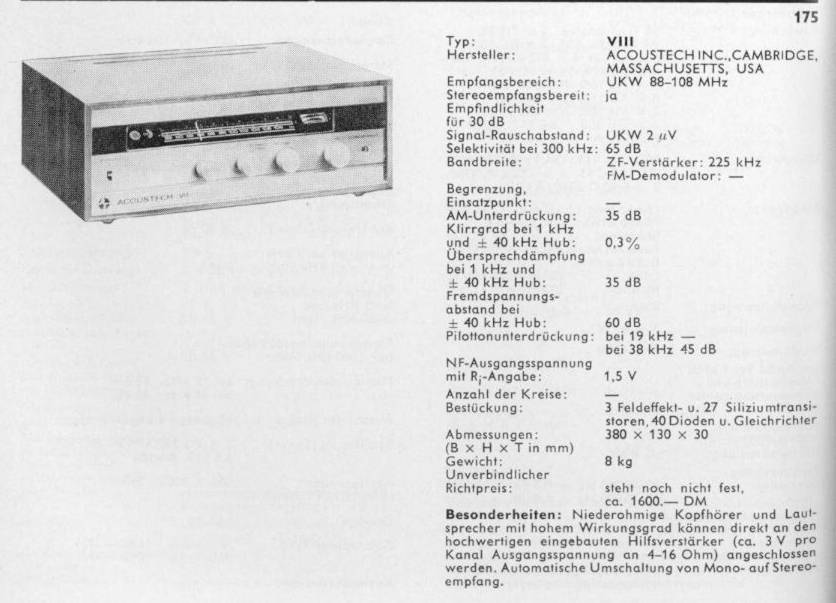 175
Typ: VIII
Hersteller: ACOUSTECH INC., CAMBRIDGE,
MASSACHUSETTS, USA
Empfangsbereich: UKW 88–108 MHz
Stereoempfangsbereit: ja
Empfindlichkeit
für 30 dB
Signal-Rauschabstand: UKW 2 µV
Selektivität bei 300 kHz: 65 dB
Bandbreite: ZF-Verstärker: 225 kHz
FM-Demodulator: —
Begrenzung,
Einsatzpunkt: —
AM-Unterdrückung: 35 dB
Klirrgrad bei 1 kHz
und ± 40 kHz Hub: 0,3%
Übersprechdämpfung
bei 1 kHz und
± 40 kHz Hub: 35 dB
Fremdspannungs-
abstand bei
± 40 kHz Hub: 60 dB
Pilottonunterdrückung: bei 19 kHz —
bei 38 kHz 45 dB
NF-Ausgangsspannung
mit Ri-Angabe: 1,5 V
Anzahl der Kreise: —
Bestückung: 3 Feldeffekt- u. 27 Siliziumtransi-
storen, 40 Dioden u. Gleichrichter
Abmessungen: 380 × 130 × 30
(B × H × T in mm)
Gewicht: 8 kg
Unverbindlicher
Richtpreis: steht noch nicht fest,
ca. 1600,— DM
Besonderheiten: Niederohmige Kopfhörer und Laut-
sprecher mit hohem Wirkungsgrad können direkt an den
hochwertigen eingebauten Hilfsverstärker (ca. 3 V pro
Kanal Ausgangsspannung an 4–16 Ohm) angeschlossen
werden. Automatische Umschaltung von Mono- auf Stereo-
empfang.
ACOUSTECH VIII